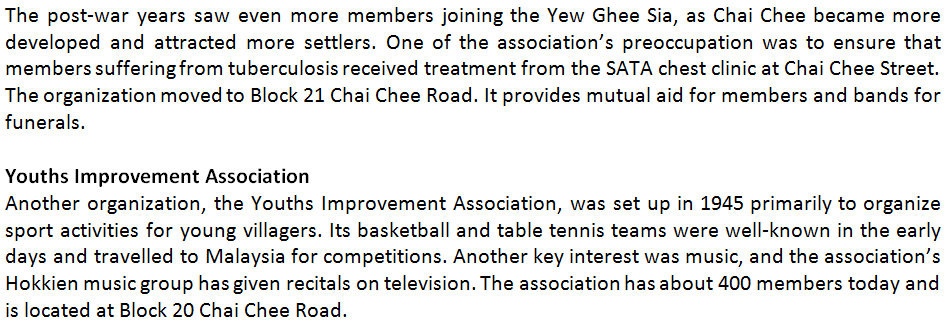 The post-war years saw even more members joining the Yew Ghee Sia, as Chai Chee became more
developed and attracted more settlers. One of the association’s preoccupation was to ensure that
members suffering from tuberculosis received treatment from the SATA chest clinic at Chai Chee Street.
The organization moved to Block 21 Chai Chee Road. It provides mutual aid for members and bands for
funerals.
Youths Improvement Association
Another organization, the Youths Improvement Association, was set up in 1945 primarily to organize
sport activities for young villagers. Its basketball and table tennis teams were well-known in the early
days and travelled to Malaysia for competitions. Another key interest was music, and the association’s
Hokkien music group has given recitals on television. The association has about 400 members today and
is located at Block 20 Chai Chee Road.